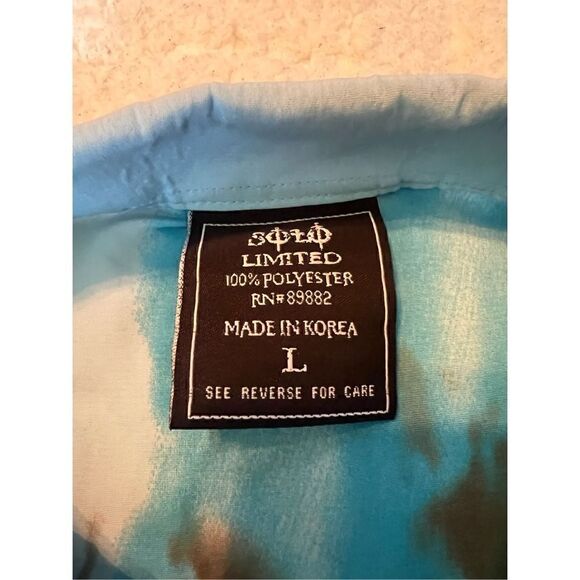 SOLO
LIMITED
100% POLYESTER
RN#89882
MADE IN KOREA
L
SEE REVERSE FOR CARE